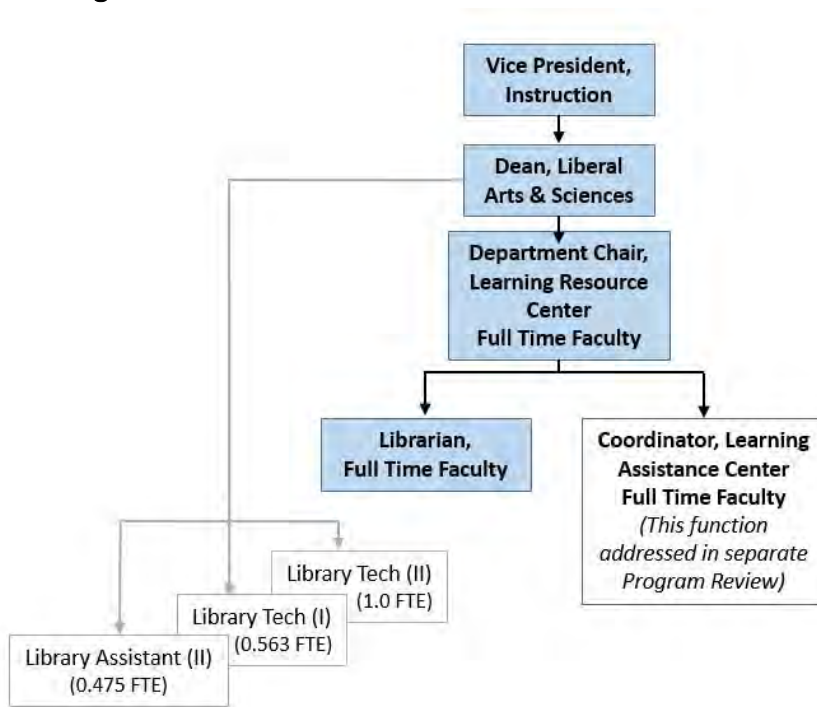 Vice President,
Instruction
Dean, Liberal
Arts & Sciences
Department Chair,
Learning Resource
Center
Full Time Faculty
Librarian,
Full Time Faculty
Coordinator, Learning
Assistance Center
Full Time Faculty
(This function
addressed in separate
Program Review)
Library Tech (II)
(1.0 FTE)
Library Tech (I)
(0.563 FTE)
Library Assistant (II)
(0.475 FTE)